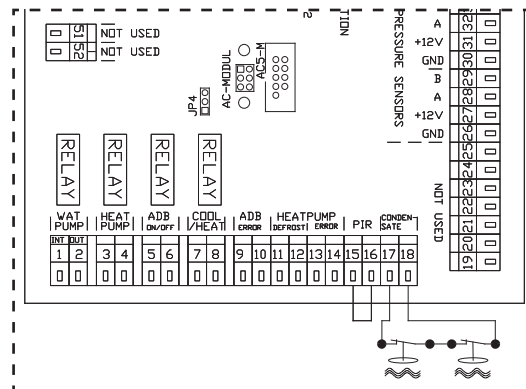 51 NOT USED
52 NOT USED
2
TION
JP4
AC-MODUL
AC5-M
PRESSURE SENSORS
A 32
+12V 31
GND 30
B 29
A 28
+12V 27
GND 26
25
24
23
22
21
20
19
NOT USED
RELAY
RELAY
RELAY
RELAY
WAT PUMP
HEAT PUMP
ADB ON/OFF
COOL /HEAT
ADB ERROR
HEATPUMP
DEFROST ERROR
PIR
CONDEN- SATE
INT OUT
1 2 3 4 5 6 7 8 9 10 11 12 13 14 15 16 17 18